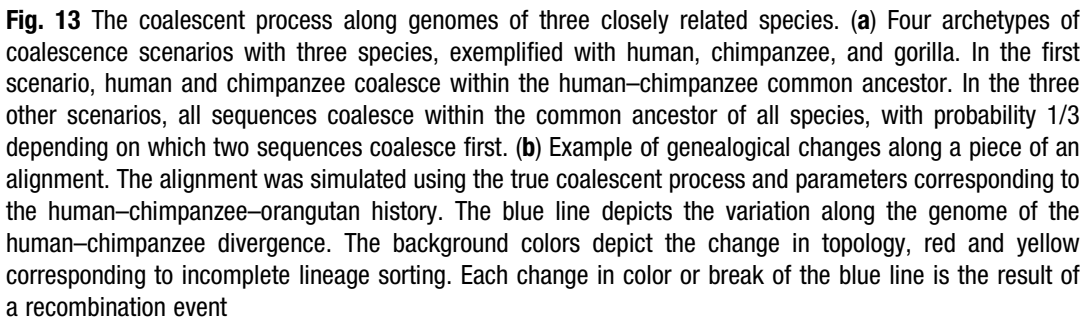 Fig. 13 The coalescent process along genomes of three closely related species. (a) Four archetypes of
coalescence scenarios with three species, exemplified with human, chimpanzee, and gorilla. In the first
scenario, human and chimpanzee coalesce within the human–chimpanzee common ancestor. In the three
other scenarios, all sequences coalesce within the common ancestor of all species, with probability 1/3
depending on which two sequences coalesce first. (b) Example of genealogical changes along a piece of an
alignment. The alignment was simulated using the true coalescent process and parameters corresponding to
the human–chimpanzee–orangutan history. The blue line depicts the variation along the genome of the
human–chimpanzee divergence. The background colors depict the change in topology, red and yellow
corresponding to incomplete lineage sorting. Each change in color or break of the blue line is the result of
a recombination event